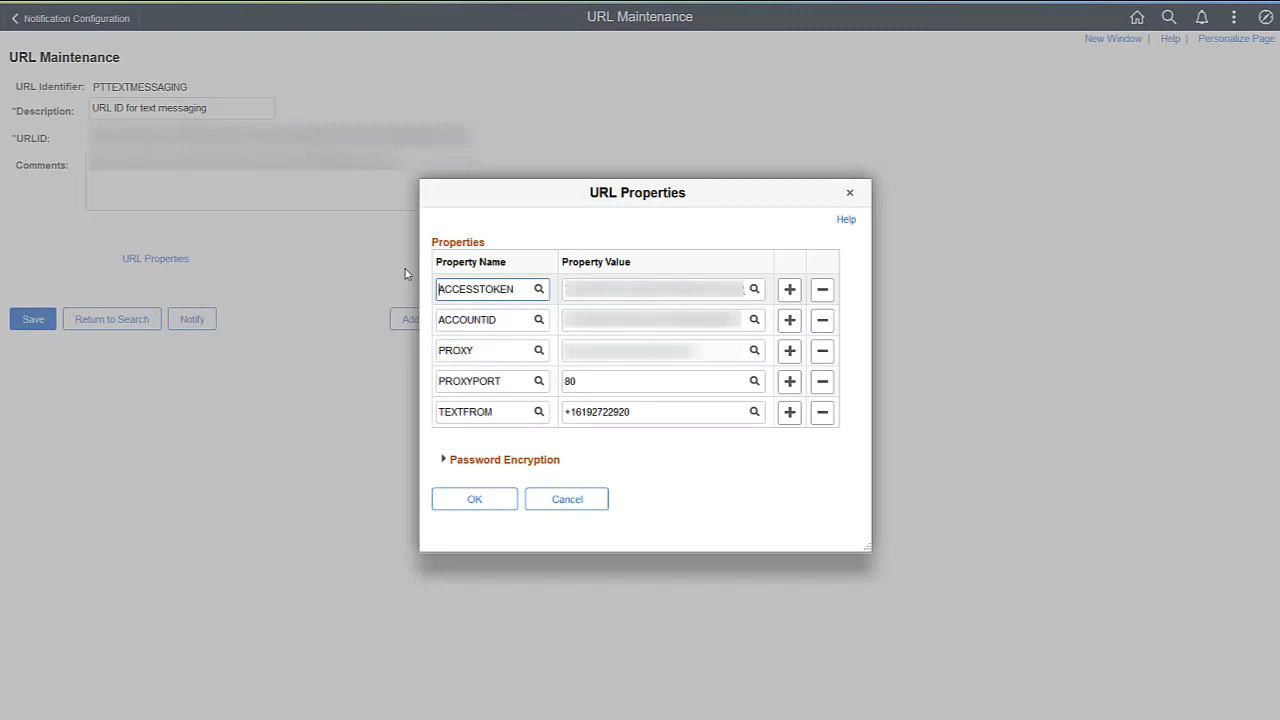 Notification Configuration
URL Maintenance
New Window | Help | Personalize Page
URL Maintenance
URL Identifier: PTTEXTMESSAGING
*Description: URL ID for text messaging
*URLID:
Comments:
URL Properties
Save Return to Search Notify Add
URL Properties
×
Help
Properties
Property Name Property Value
ACCESSTOKEN
ACCOUNTID
PROXY
PROXYPORT 80
TEXTFROM +16192722920
Password Encryption
OK Cancel